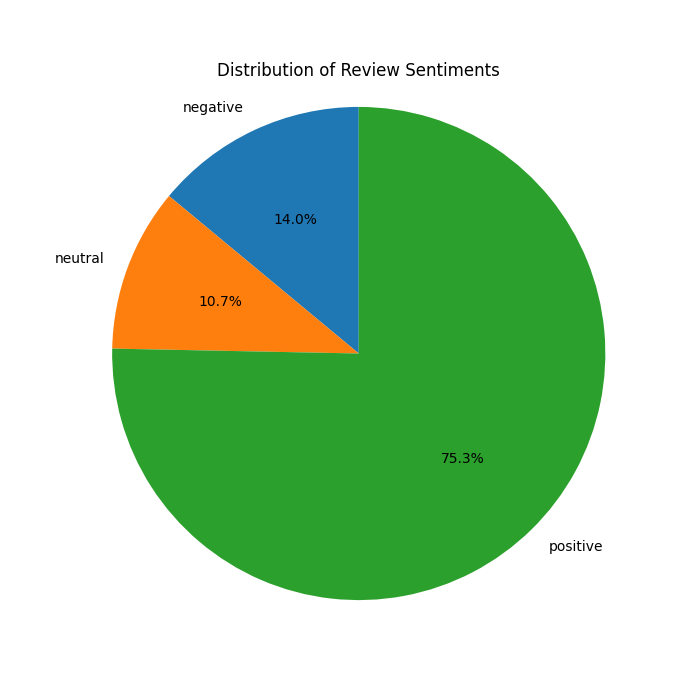 Distribution of Review Sentiments
negative
14.0%
neutral
10.7%
75.3%
positive